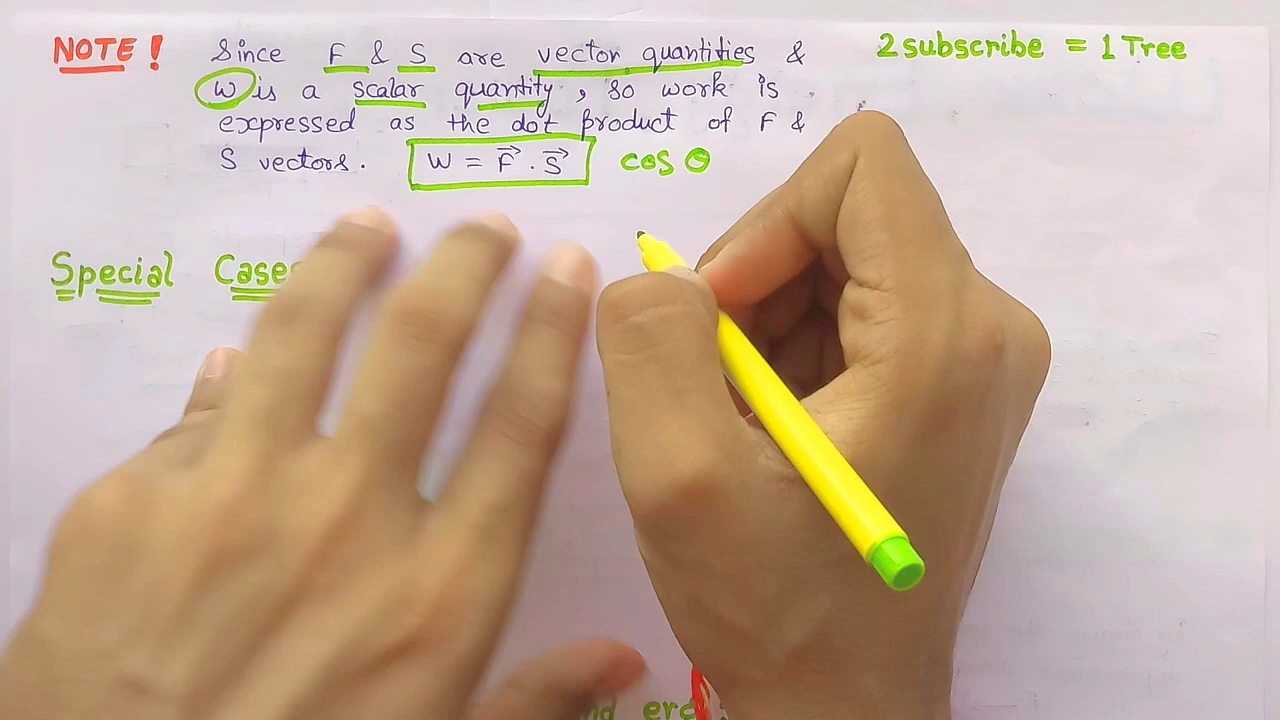 NOTE! Since F & S are vector quantities &
2 subscribe = 1 Tree
W is a scalar quantity, so work is
expressed as the dot product of F &
S vectors. W = F⃗ . S⃗ cos θ
Special Cases